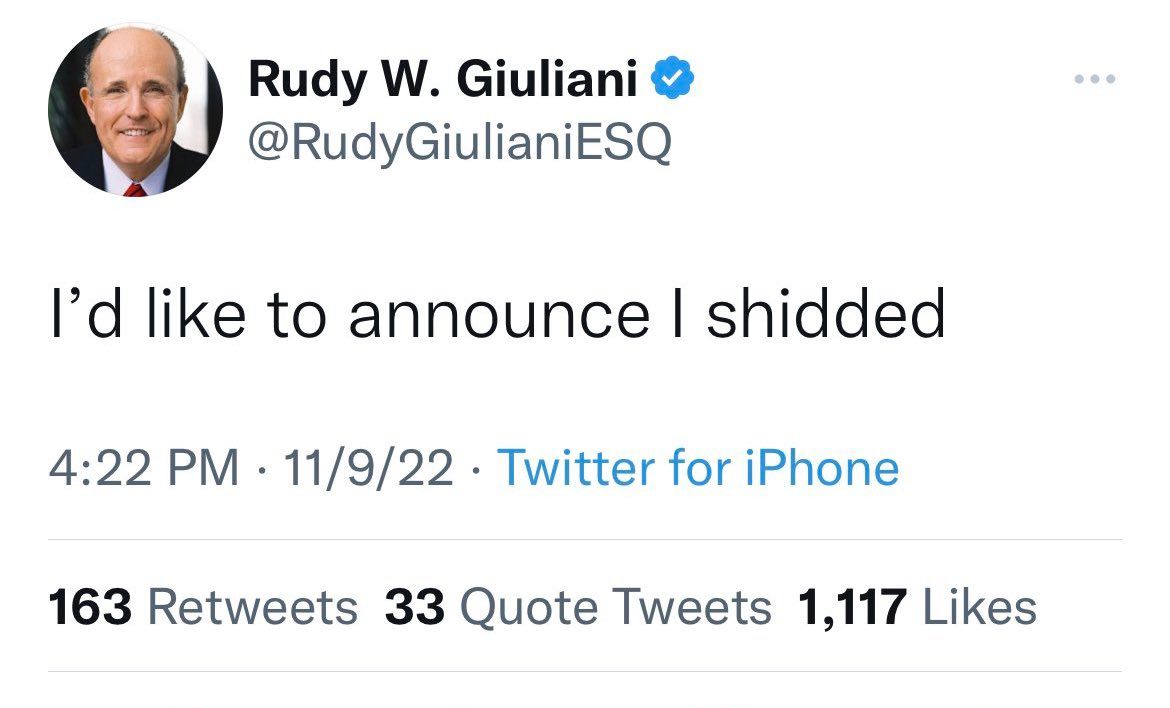 Rudy W. Giuliani
@RudyGiulianiESQ
I’d like to announce I shidded
4:22 PM · 11/9/22 · Twitter for iPhone
163 Retweets 33 Quote Tweets 1,117 Likes